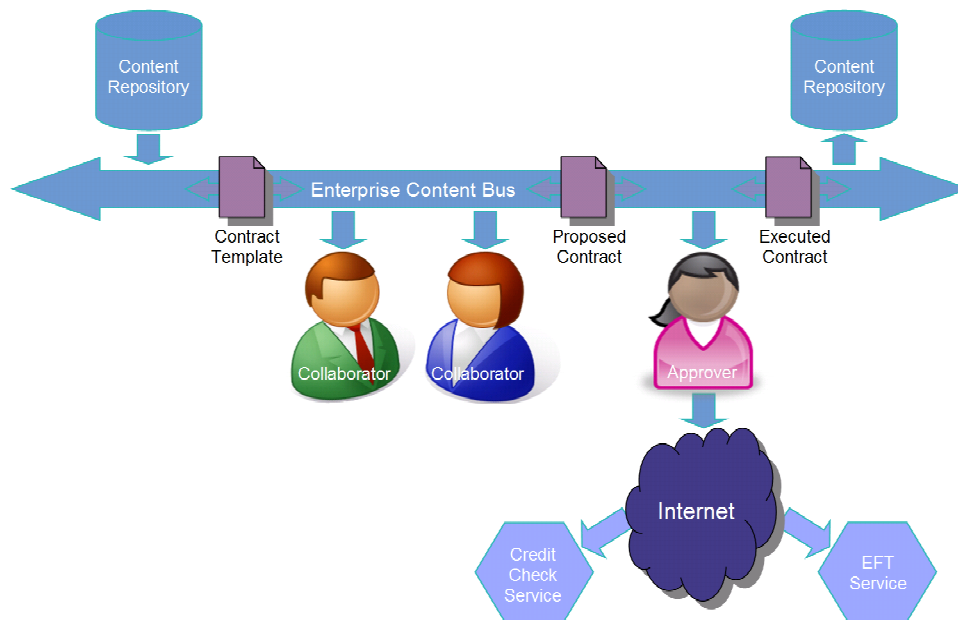 Content
Repository
Content
Repository
Enterprise Content Bus
Contract
Template
Proposed
Contract
Executed
Contract
Collaborator
Collaborator
Approver
Internet
Credit
Check
Service
EFT
Service